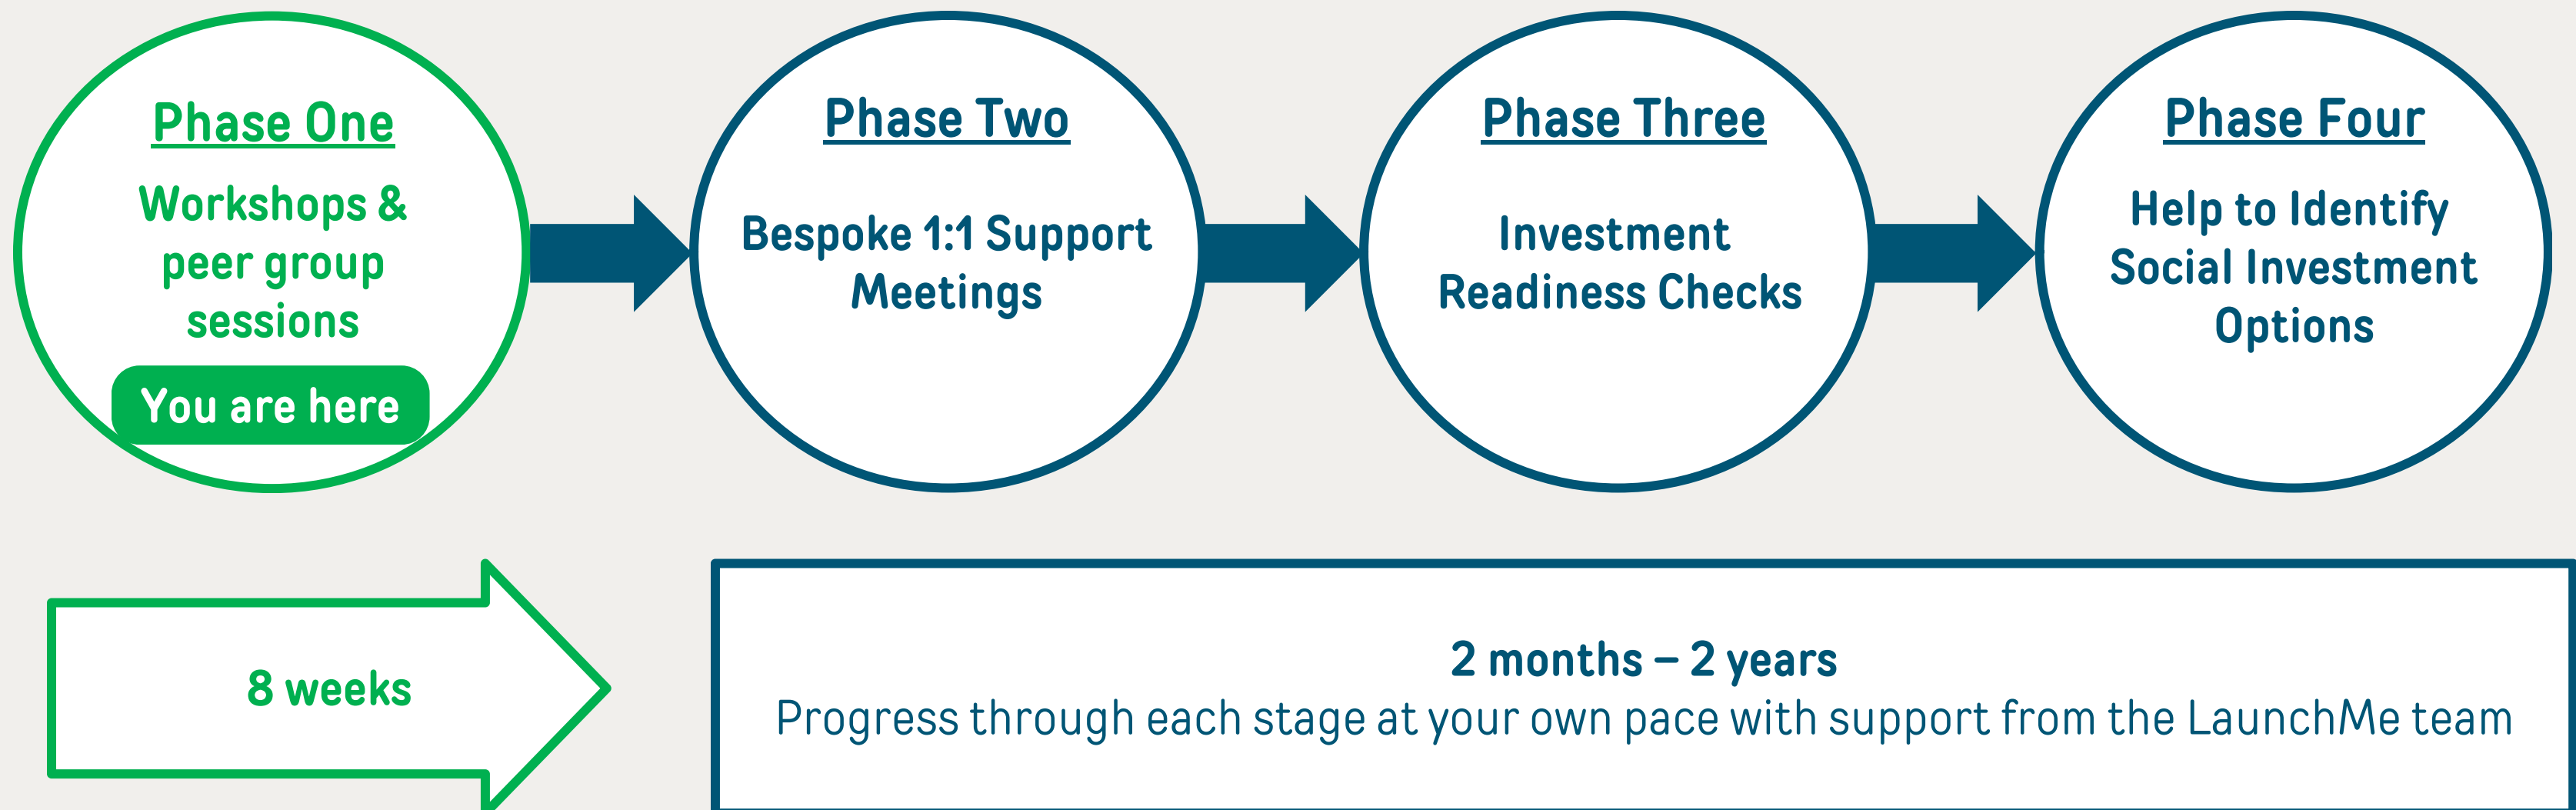 Phase One
Workshops &
peer group
sessions
You are here
Phase Two
Bespoke 1:1 Support
Meetings
Phase Three
Investment
Readiness Checks
Phase Four
Help to Identify
Social Investment
Options
8 weeks
2 months – 2 years
Progress through each stage at your own pace with support from the LaunchMe team